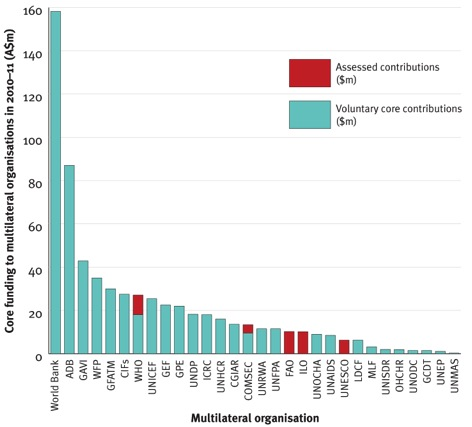 Core funding to multilateral organisations in 2010–11 (A$m)
160
140
120
100
80
60
40
20
0
Assessed contributions
($m)
Voluntary core contributions
($m)
World Bank
ADB
GAVI
WFP
GFATM
CIFs
WHO
UNICEF
GEF
GPE
UNDP
ICRC
UNHCR
CGIAR
COMSEC
UNRWA
UNFPA
FAO
ILO
UNOCHA
UNAIDS
UNESCO
LDCF
MLF
UNISDR
OHCHR
UNODC
GCDT
UNEP
UNMAS
Multilateral organisation